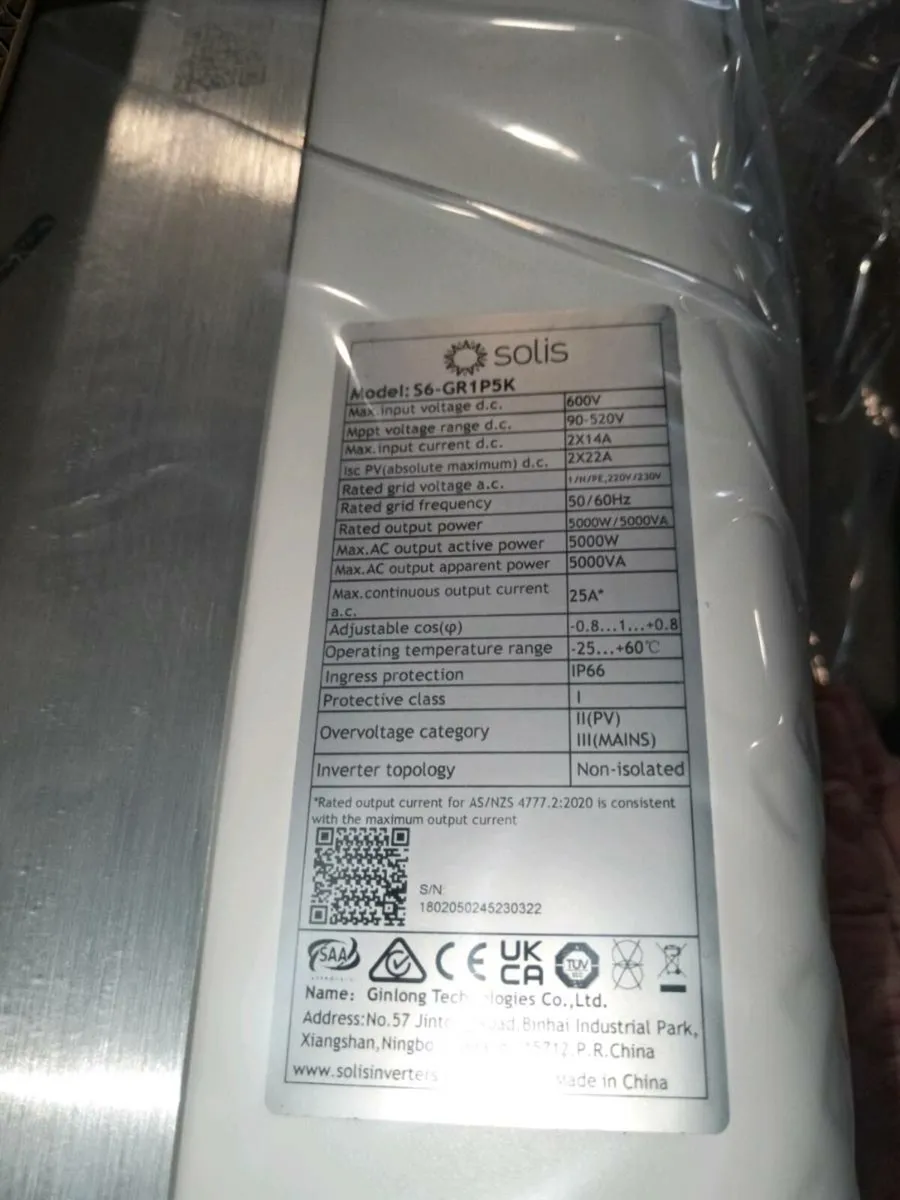 solis
Model: S6-GR1P5K
Max.input voltage d.c. 600V
Mppt voltage range d.c. 90-520V
Max.input current d.c. 2X14A
Isc PV(absolute maximum) d.c. 2X22A
Rated grid voltage a.c. 1/N/PE,220V/230V
Rated grid frequency 50/60Hz
Rated output power 5000W/5000VA
Max.AC output active power 5000W
Max.AC output apparent power 5000VA
Max.continuous output current
a.c. 25A*
Adjustable cos(φ) -0.8...1...+0.8
Operating temperature range -25...+60℃
Ingress protection IP66
Protective class I
Overvoltage category II(PV)
III(MAINS)
Inverter topology Non-isolated
*Rated output current for AS/NZS 4777.2:2020 is consistent
with the maximum output current
S/N:
1802050245230322
SAA CE UK
CA TUV
Name: Ginlong Co.,Ltd.
Address:No.57 Binhai Industrial Park,
Xiangshan, P.R.China
www.solisinverters Made in China